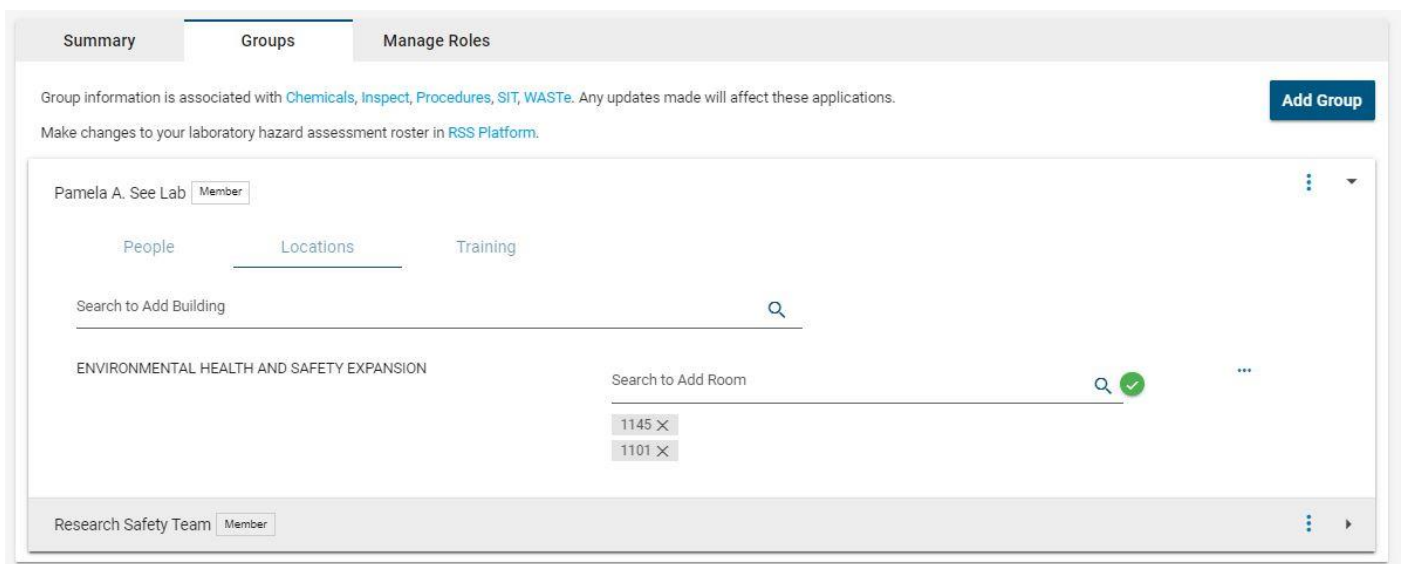 Summary Groups Manage Roles
Group information is associated with Chemicals, Inspect, Procedures, SIT, WASTe. Any updates made will affect these applications.
Add Group
Make changes to your laboratory hazard assessment roster in RSS Platform.
Pamela A. See Lab Member
People Locations Training
Search to Add Building
ENVIRONMENTAL HEALTH AND SAFETY EXPANSION
Search to Add Room
1145
1101
Research Safety Team Member